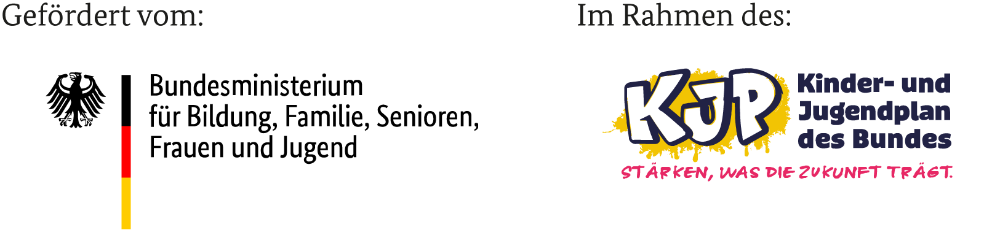 Gefördert vom:
Bundesministerium
für Bildung, Familie, Senioren,
Frauen und Jugend
Im Rahmen des:
KJP
Kinder- und
Jugendplan
des Bundes
STÄRKEN, WAS DIE ZUKUNFT TRÄGT.